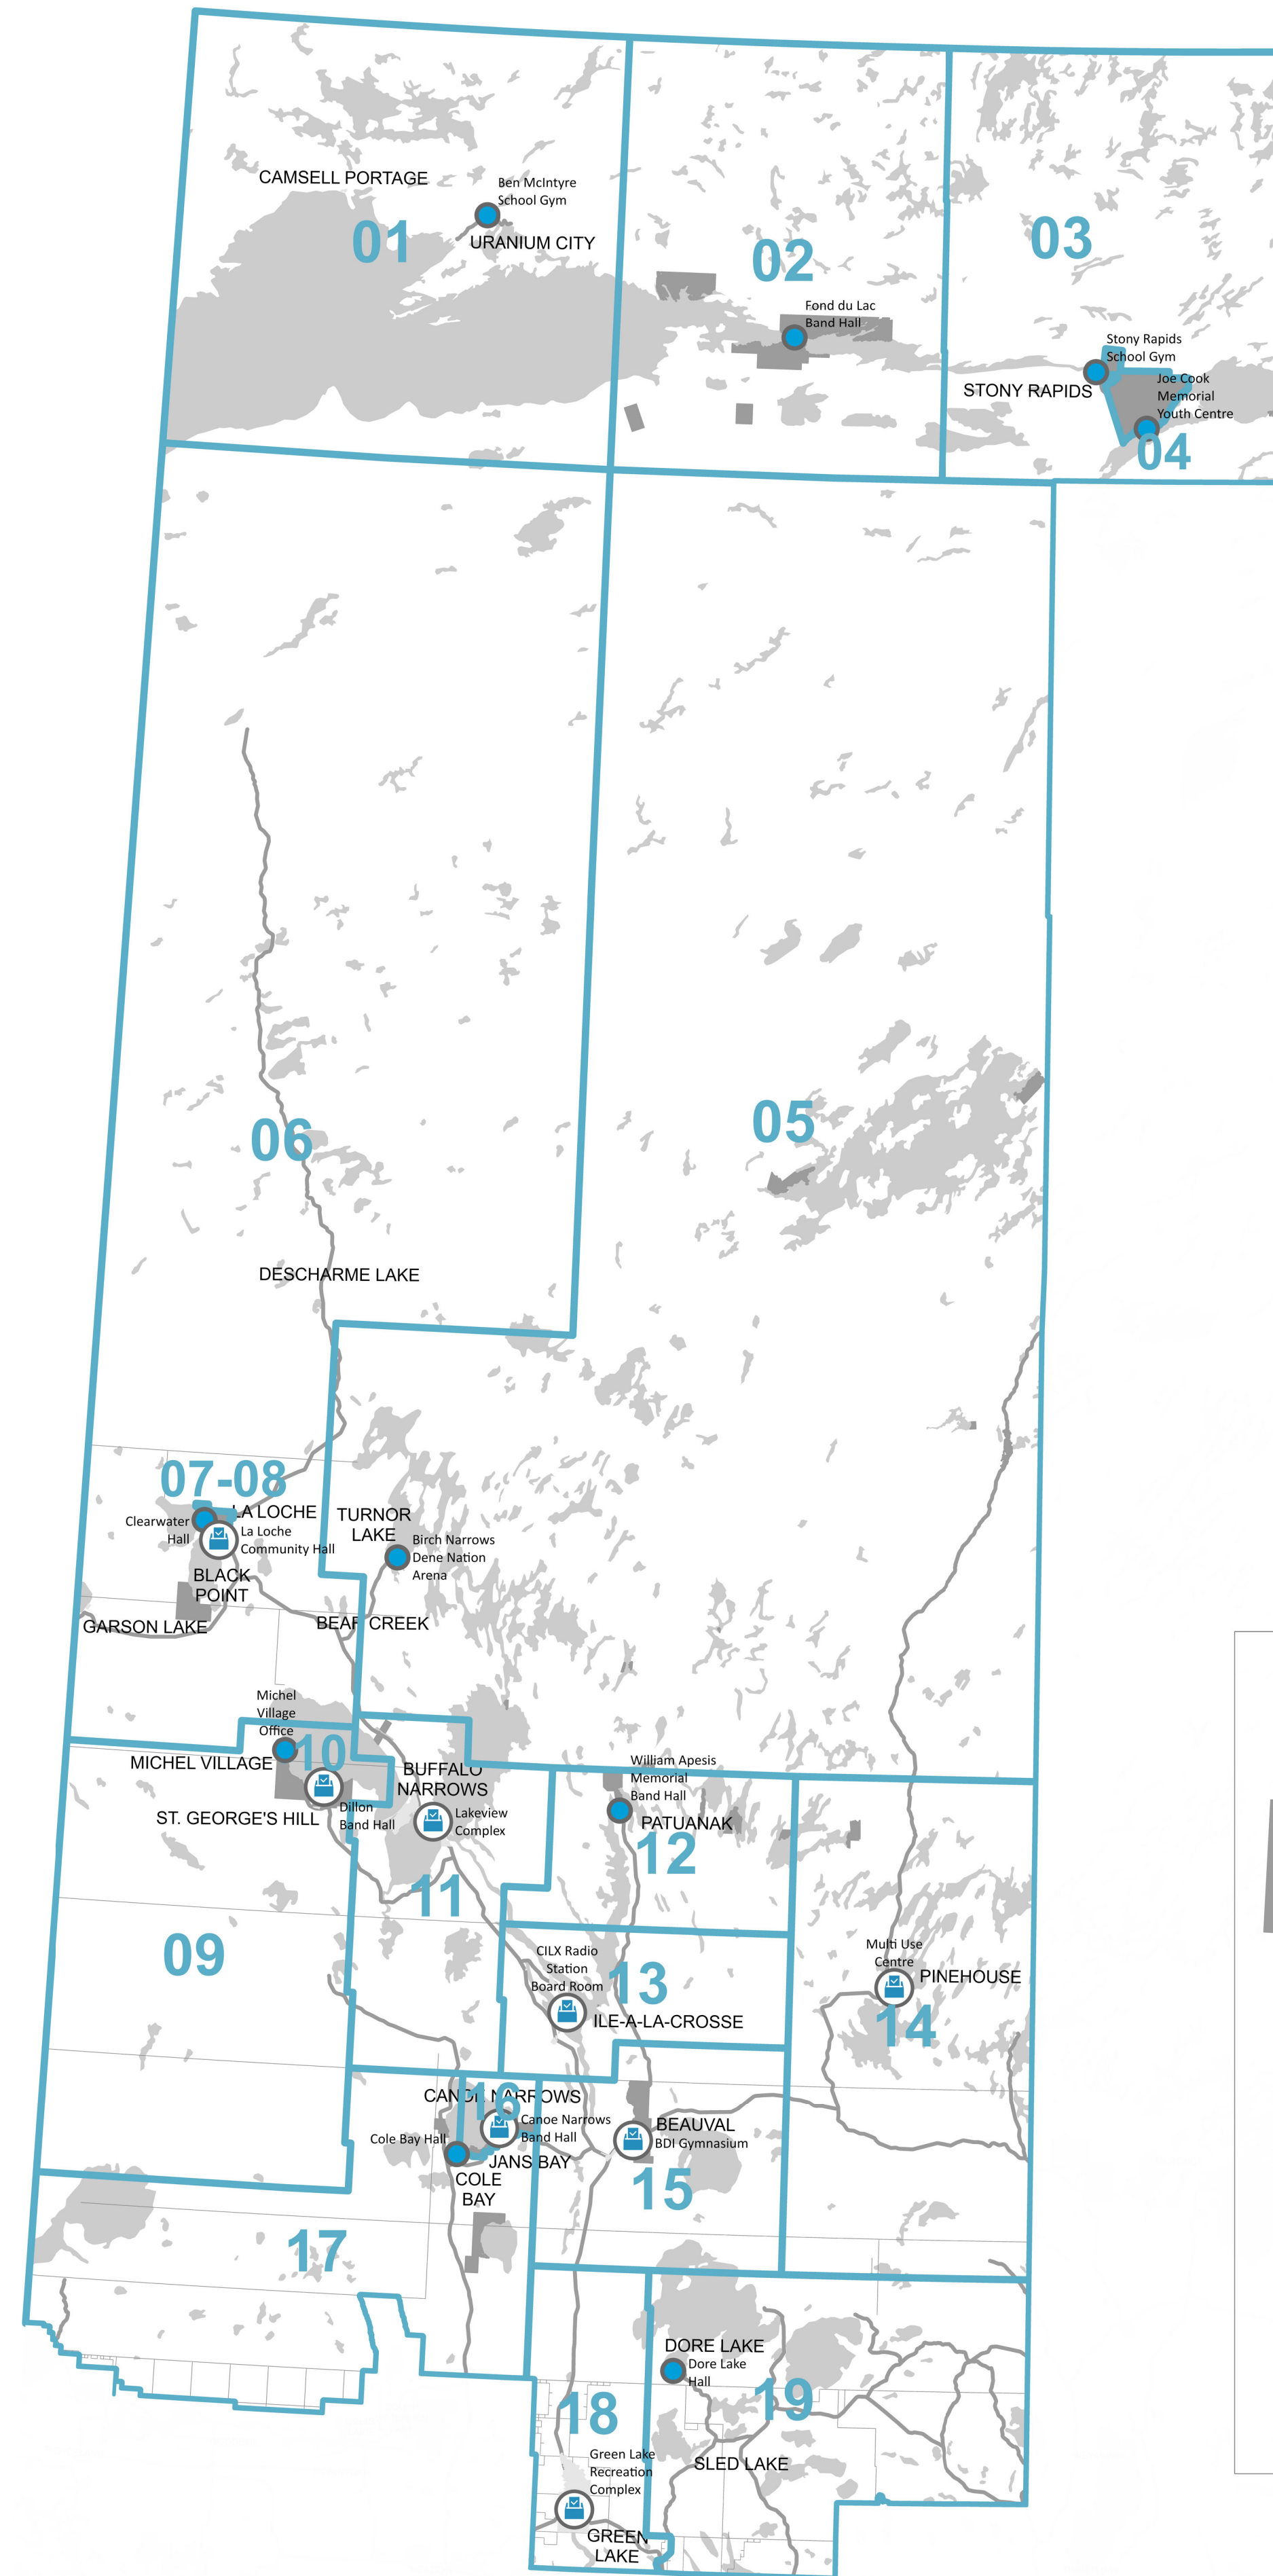 CAMSELL PORTAGE
Ben McIntyre
School Gym
01
URANIUM CITY
02
03
Fond du Lac
Band Hall
Stony Rapids
School Gym
STONY RAPIDS
Joe Cook
Memorial
Youth Centre
04
05
06
DESCHARME LAKE
07-08
LA LOCHE
Clearwater
Hall
La Loche
Community Hall
TURNOR
LAKE
Birch Narrows
Dene Nation
Arena
BLACK
POINT
GARSON LAKE
BEAR CREEK
Michel
Village
Office
10
MICHEL VILLAGE
BUFFALO
NARROWS
William Apesis
Memorial
Band Hall
ST. GEORGE'S HILL
Dillon
Band Hall
Lakeview
Complex
PATUANAK
12
11
09
CILX Radio
Station
Board Room
13
ILE-A-LA-CROSSE
Multi Use
Centre
PINEHOUSE
14
CANOE NARROWS
16
Canoe Narrows
Band Hall
Cole Bay Hall
JANS BAY
COLE
BAY
BEAUVAL
BDI Gymnasium
15
17
DORE LAKE
Dore Lake
Hall
18
19
Green Lake
Recreation
Complex
SLED LAKE
GREEN
LAKE